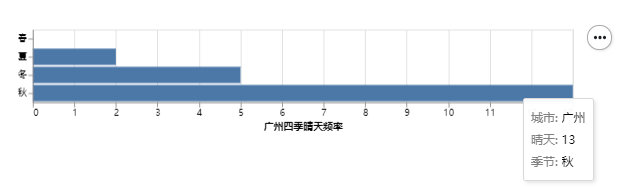 春
夏
冬
秋
0 1 2 3 4 5 6 7 8 9 10 11
广州四季晴天频率
城市: 广州
晴天: 13
季节: 秋